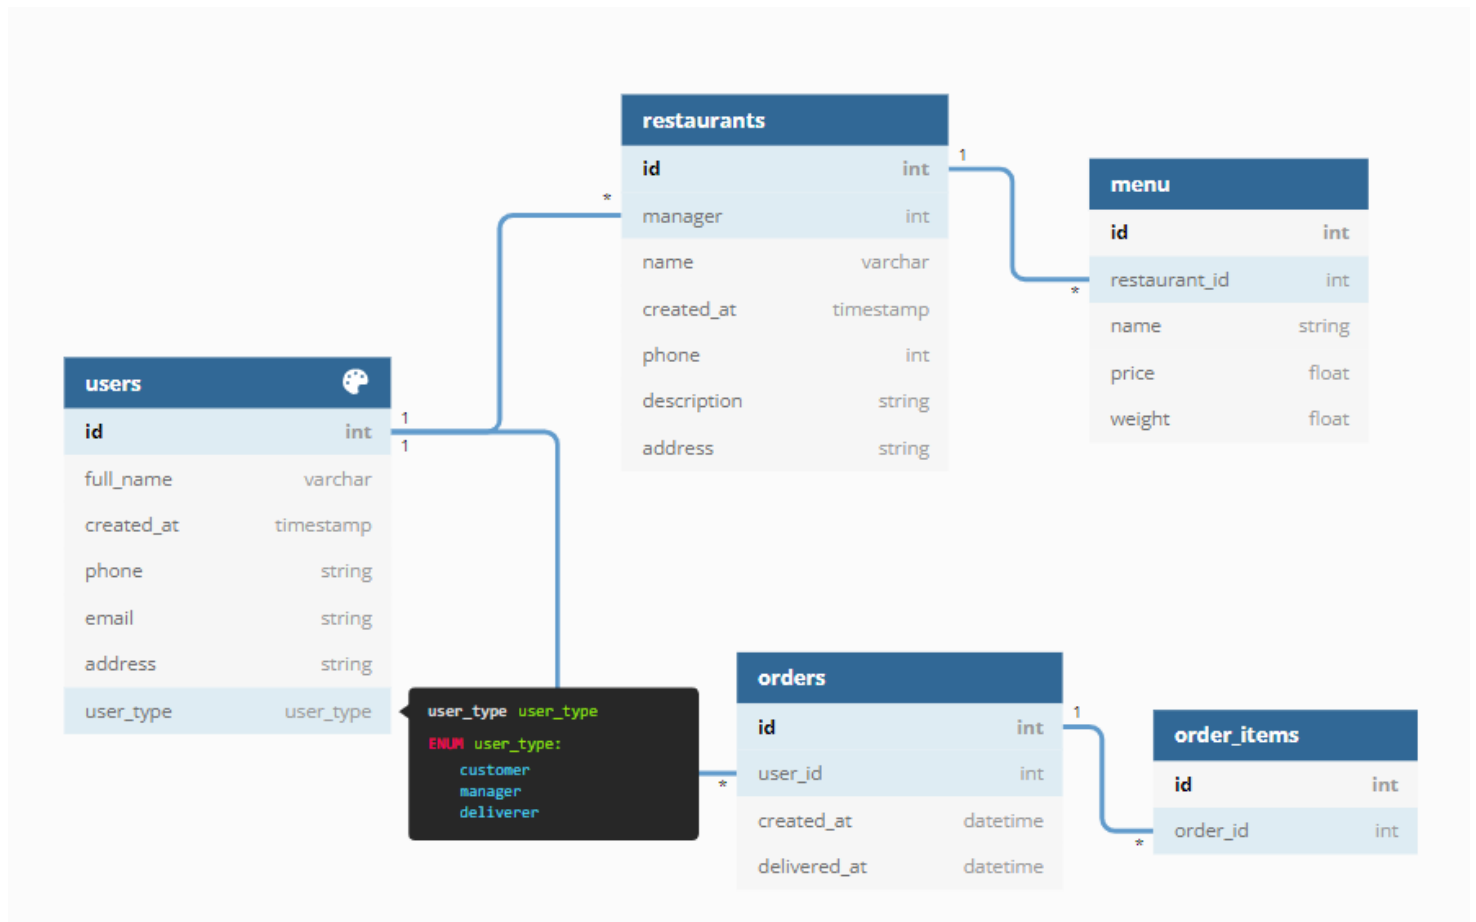 restaurants
id int
manager int
name varchar
created_at timestamp
phone int
description string
address string
1
*
menu
id int
restaurant_id int
name string
price float
weight float
*
users
id int
full_name varchar
created_at timestamp
phone string
email string
address string
user_type user_type
1
1
user_type user_type
ENUM user_type:
customer
manager
deliverer
orders
id int
user_id int
created_at datetime
delivered_at datetime
*
1
order_items
id int
order_id int
*